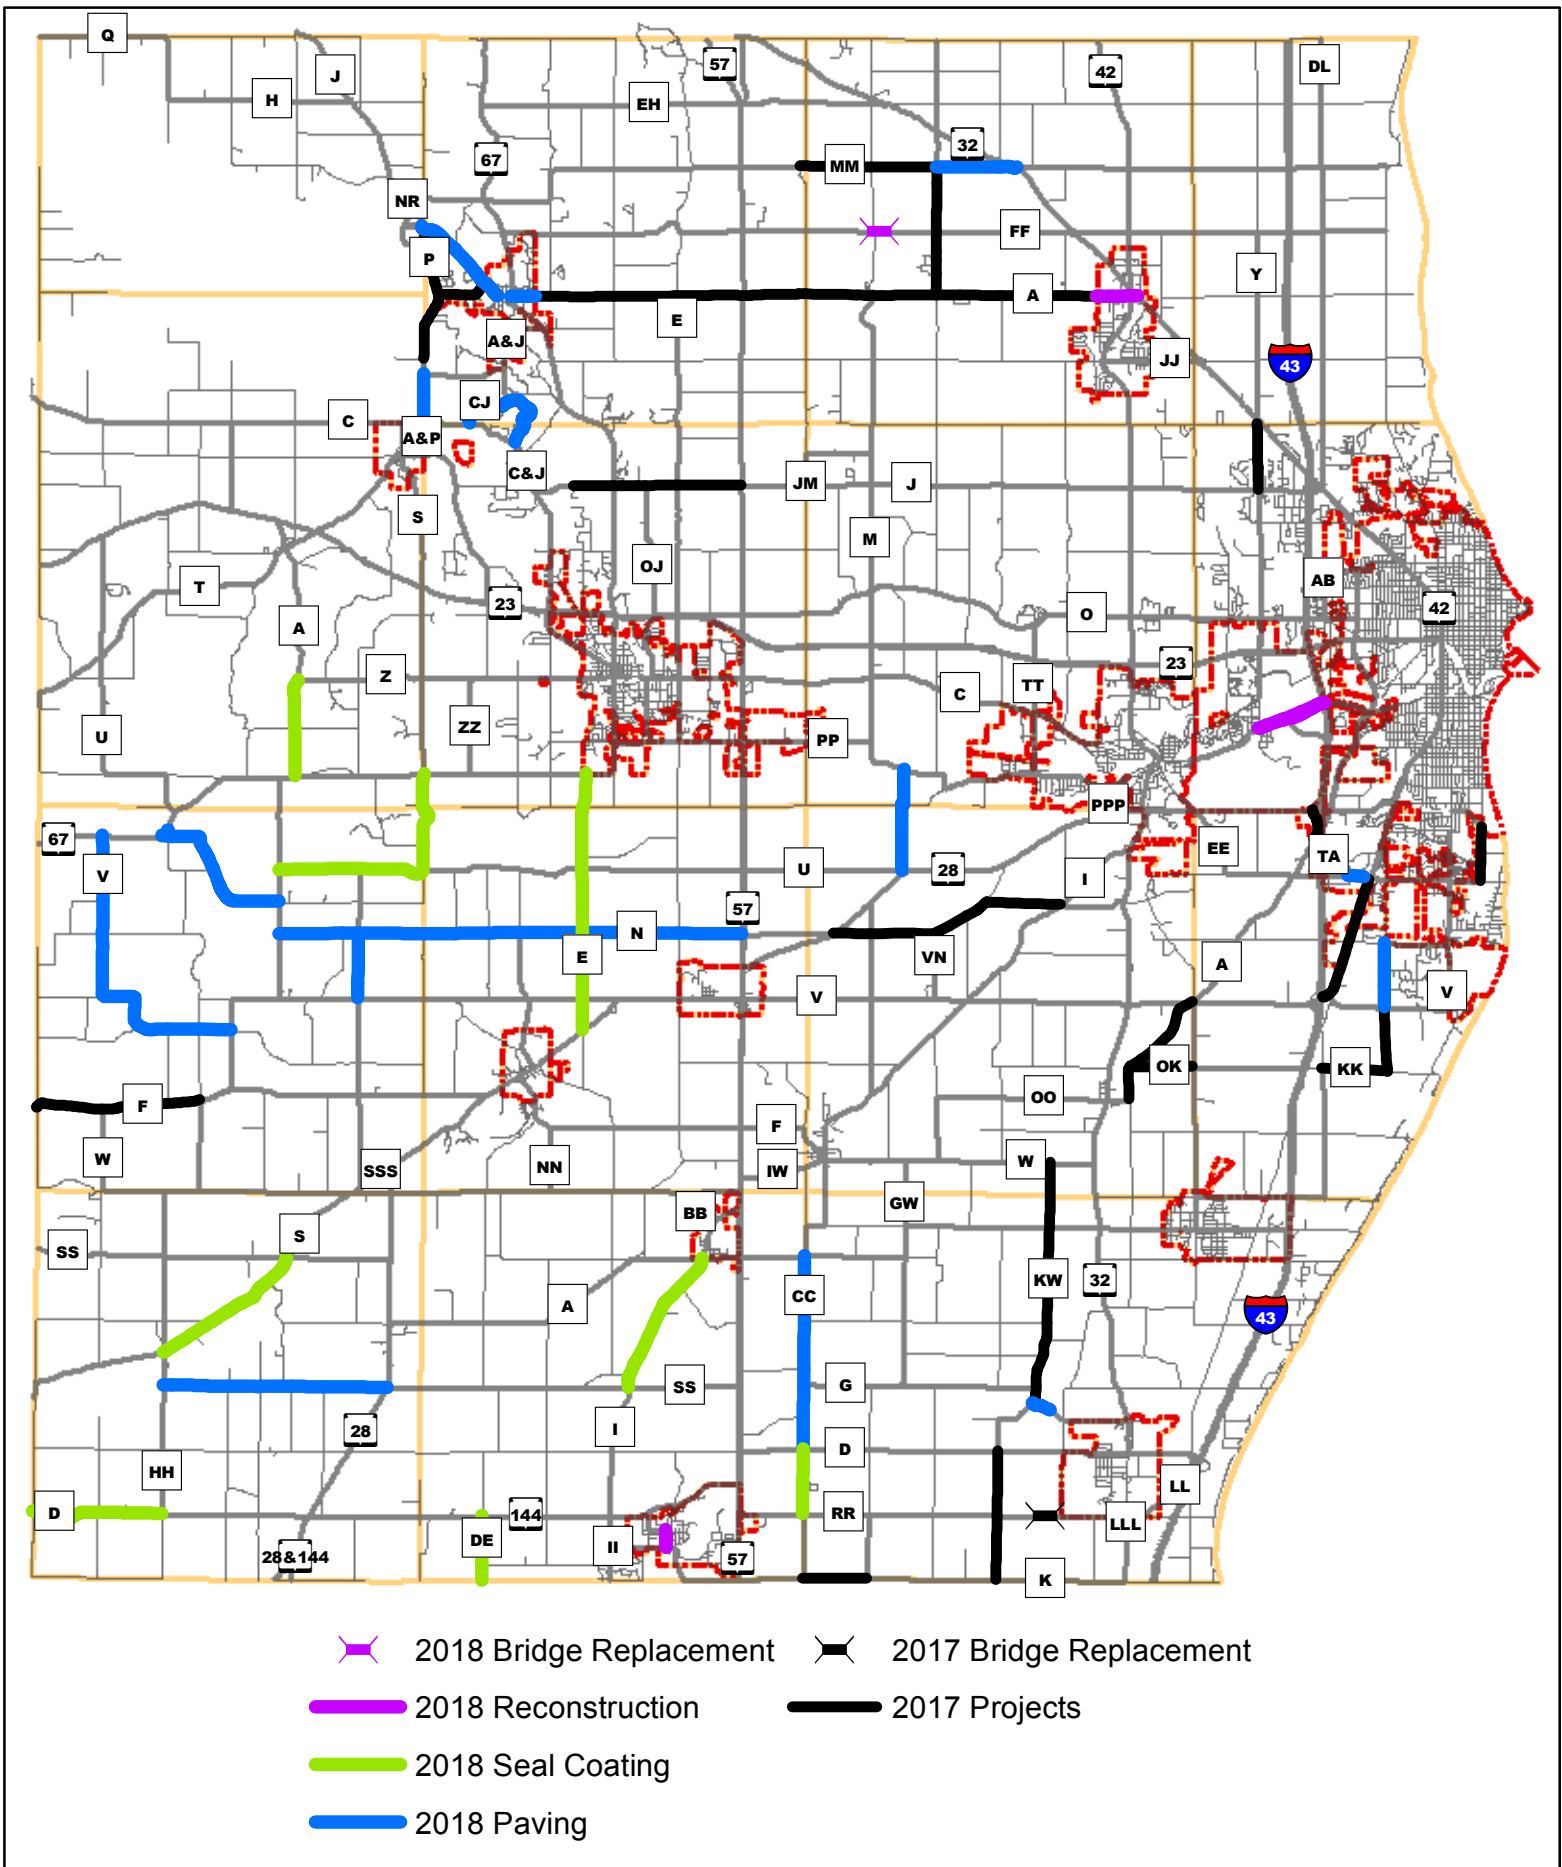 Q
J
57
42
DL
H
EH
67
32
MM
NR
FF
P
Y
A
E
A&J
JJ
43
CJ
C
A&P
C&J
JM
J
S
M
OJ
T
AB
23
42
A
O
Z
23
TT
C
U
ZZ
PP
PPP
67
EE
TA
V
U
28
I
57
N
E
VN
A
V
V
OK
KK
F
OO
F
W
SSS
NN
IW
W
GW
BB
S
SS
KW
32
CC
A
43
SS
G
28
I
D
HH
LL
D
144
RR
LLL
DE
II
28&144
57
K
2018 Bridge Replacement
2017 Bridge Replacement
2018 Reconstruction
2017 Projects
2018 Seal Coating
2018 Paving